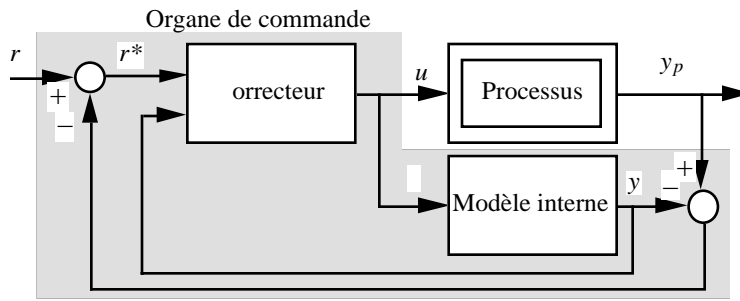 Organe de commande
r
r*
+
−
orrecteur
u
Processus
y_p
Modèle interne
y
−
+